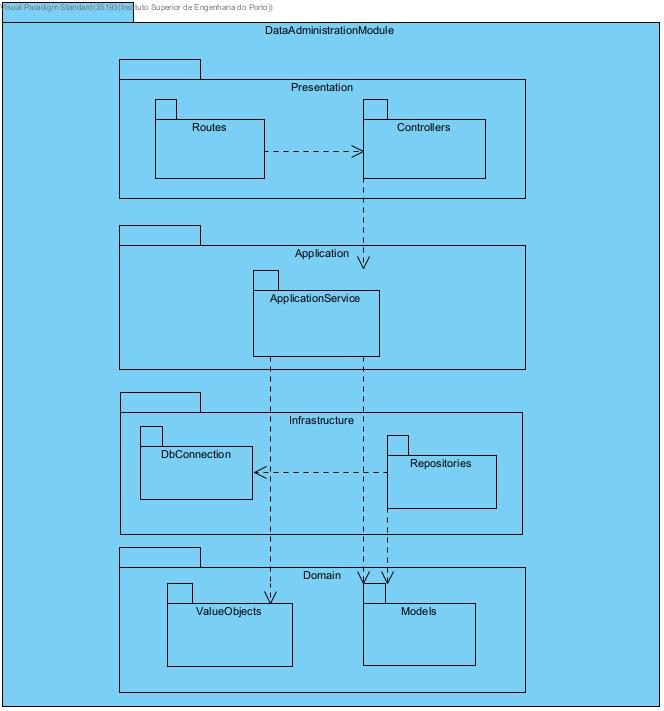 Visual Paradigm Standard(35193(Instituto Superior de Engenharia do Porto))
DataAdministrationModule
Presentation
Routes
Controllers
Application
ApplicationService
Infrastructure
DbConnection
Repositories
Domain
ValueObjects
Models